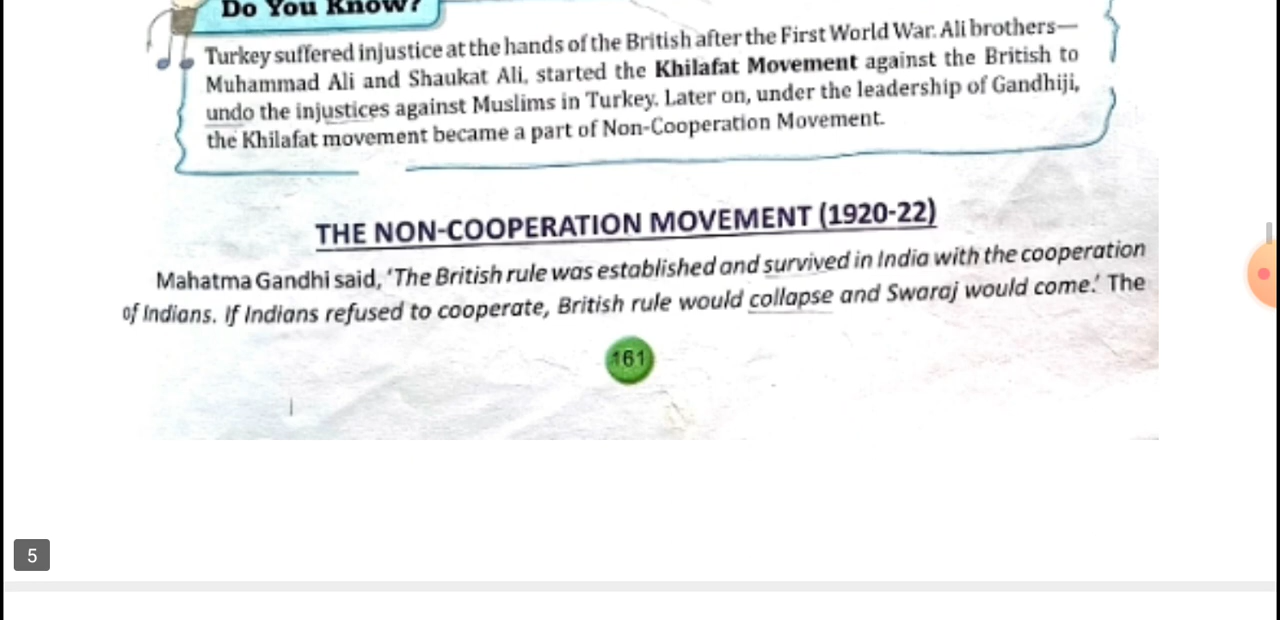 Do You Know?
Turkey suffered injustice at the hands of the British after the First World War. Ali brothers—
Muhammad Ali and Shaukat Ali, started the Khilafat Movement against the British to
undo the injustices against Muslims in Turkey. Later on, under the leadership of Gandhiji,
the Khilafat movement became a part of Non-Cooperation Movement.
THE NON-COOPERATION MOVEMENT (1920-22)
Mahatma Gandhi said, ‘The British rule was established and survived in India with the cooperation
of Indians. If Indians refused to cooperate, British rule would collapse and Swaraj would come.’ The
161
5